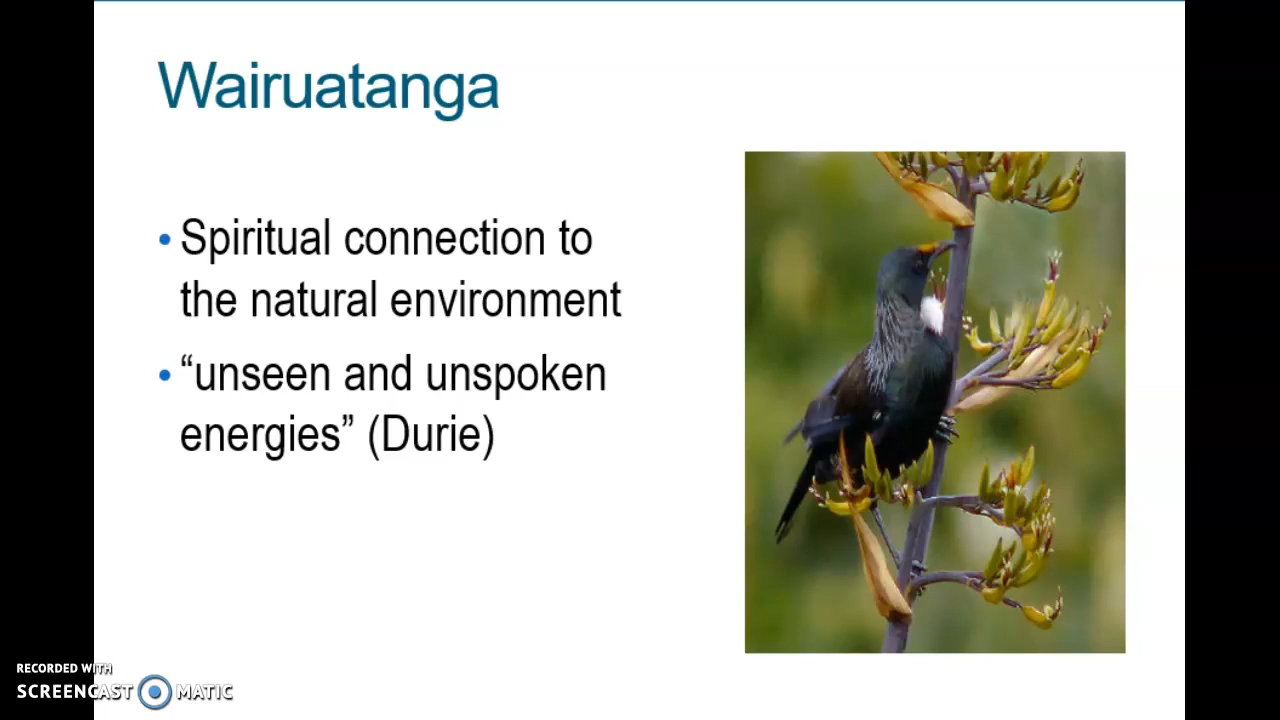 Wairuatanga
• Spiritual connection to
the natural environment
• “unseen and unspoken
energies” (Durie)
RECORDED WITH
SCREENCAST MATIC